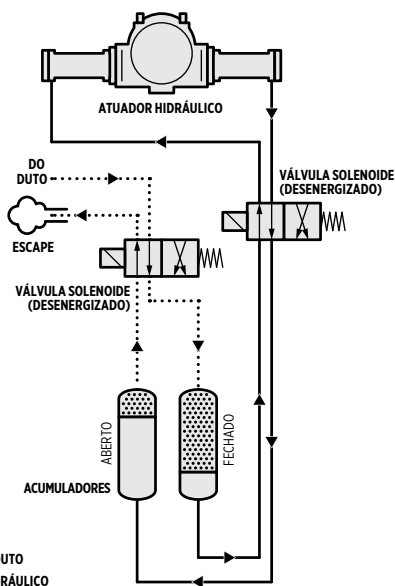 ATUADOR HIDRÁULICO
DO
DUTO
ESCAPE
VÁLVULA SOLENOIDE
(DESENERGIZADO)
VÁLVULA SOLENOIDE
(DESENERGIZADO)
ABERTO
FECHADO
ACUMULADORES
UTO
RÁULICO